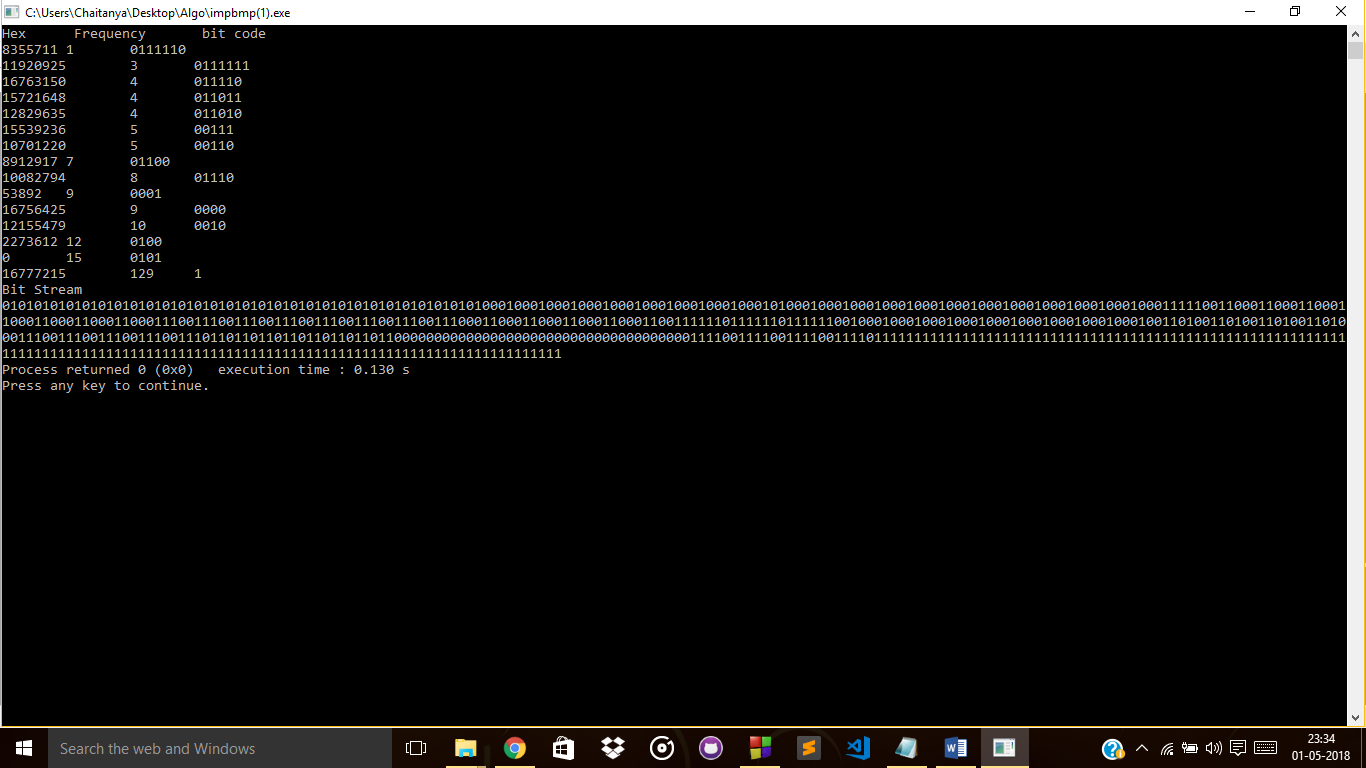 C:\Users\Chaitanya\Desktop\Algo\impbmp(1).exe
Hex Frequency bit code
8355711 1 0111110
11920925 3 0111111
16763150 4 011110
15721648 4 011011
12829635 4 011010
15539236 5 00111
10701220 5 00110
8912917 7 01100
10082794 8 01110
53892 9 0001
16756425 9 0000
12155479 10 0010
2273612 12 0100
0 15 0101
16777215 129 1
Bit Stream
010101010101010101010101010101010101010101010101010101010101000100010001000100010001000100010001010001000100010001000100010001000100010001000100011111001100011000110001
100011000110001100011100111001110011100111001110011100111000110001100011000110001100111111011111101111110010001000100010001000100010001000100010011010011010011010011010
001110011100111001110011101101101101101101101101100000000000000000000000000000000000001111001111001111001111011111111111111111111111111111111111111111111111111111111111
1111111111111111111111111111111111111111111111111111111111111111111111
Process returned 0 (0x0) execution time : 0.130 s
Press any key to continue.
Search the web and Windows
23:34
01-05-2018